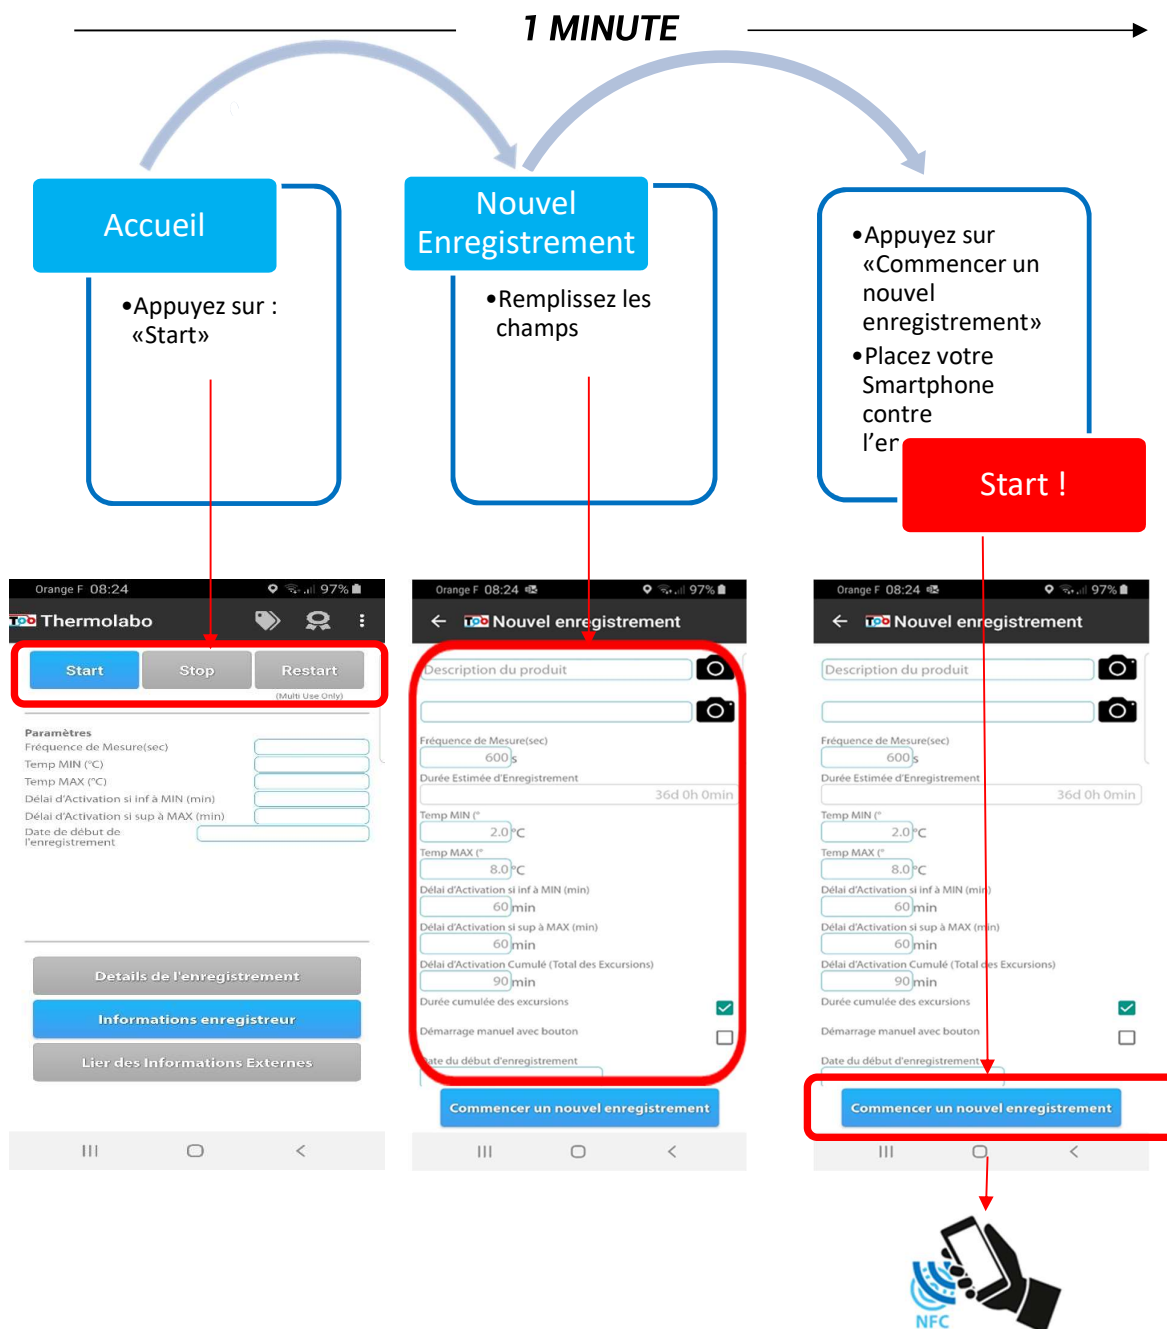 1 MINUTE
Accueil
•Appuyez sur :
«Start»
Nouvel
Enregistrement
•Remplissez les
champs
•Appuyez sur
«Commencer un
nouvel
enregistrement»
•Placez votre
Smartphone
contre
Start !
Orange F 08:24
97%
Thermolabo
Start
Stop
Restart
(Multi Use Only)
Paramètres
Fréquence de Mesure(sec)
Temp MIN (°C)
Temp MAX (°C)
Délai d'Activation si inf à MIN (min)
Délai d'Activation si sup à MAX (min)
Date de début de
l'enregistrement
Details de l'enregistrement
Informations enregistreur
Lier des Informations Externes
Orange F 08:24
97%
Nouvel enregistrement
Description du produit
Fréquence de Mesure(sec)
600 s
Durée Estimée d'Enregistrement
36d 0h 0min
Temp MIN (°
2.0 °C
Temp MAX (°
8.0 °C
Délai d'Activation si inf à MIN (min)
60 min
Délai d'Activation si sup à MAX (min)
60 min
Délai d'Activation Cumulé (Total des Excursions)
90 min
Durée cumulée des excursions
Démarrage manuel avec bouton
Date du début d'enregistrement
Commencer un nouvel enregistrement
Orange F 08:24
97%
Nouvel enregistrement
Description du produit
Fréquence de Mesure(sec)
600 s
Durée Estimée d'Enregistrement
36d 0h 0min
Temp MIN (°
2.0 °C
Temp MAX (°
8.0 °C
Délai d'Activation si inf à MIN (min)
60 min
Délai d'Activation si sup à MAX (min)
60 min
Délai d'Activation Cumulé (Total des Excursions)
90 min
Durée cumulée des excursions
Démarrage manuel avec bouton
Date du début d'enregistrement
Commencer un nouvel enregistrement
NFC